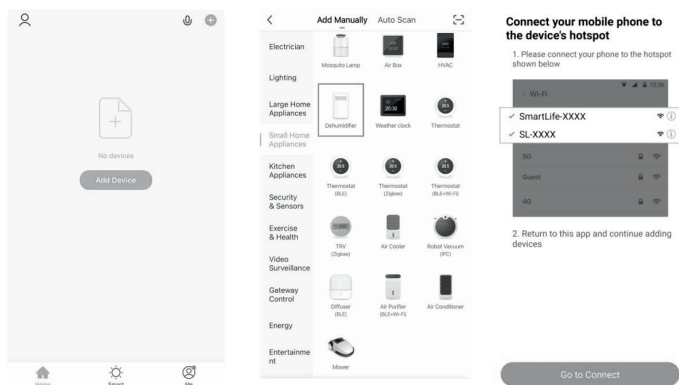 No devices
Add Device
Home
Smart
Me
Add Manually Auto Scan
Electrician
Lighting
Large Home
Appliances
Small Home
Appliances
Kitchen
Appliances
Security
& Sensors
Exercise
& Health
Video
Surveillance
Gateway
Control
Energy
Entertainme
nt
Mosquito Lamp Air Box HVAC
Dehumidifier Weather clock Thermostat
Thermostat Thermostat Thermostat
(BLE) (Zigbee) (BLE+Wi-Fi)
TRV Air Cooler Robot Vacuum
(Zigbee) (IPC)
Diffuser Air Purifier Air Conditioner
(BLE) (BLE+Wi-Fi)
Mower
Connect your mobile phone to
the device's hotspot
1. Please connect your phone to the hotspot
shown below
12:30
Wi-Fi
SmartLife-XXXX
SL-XXXX
5G
Guest
4G
2. Return to this app and continue adding
devices
Go to Connect